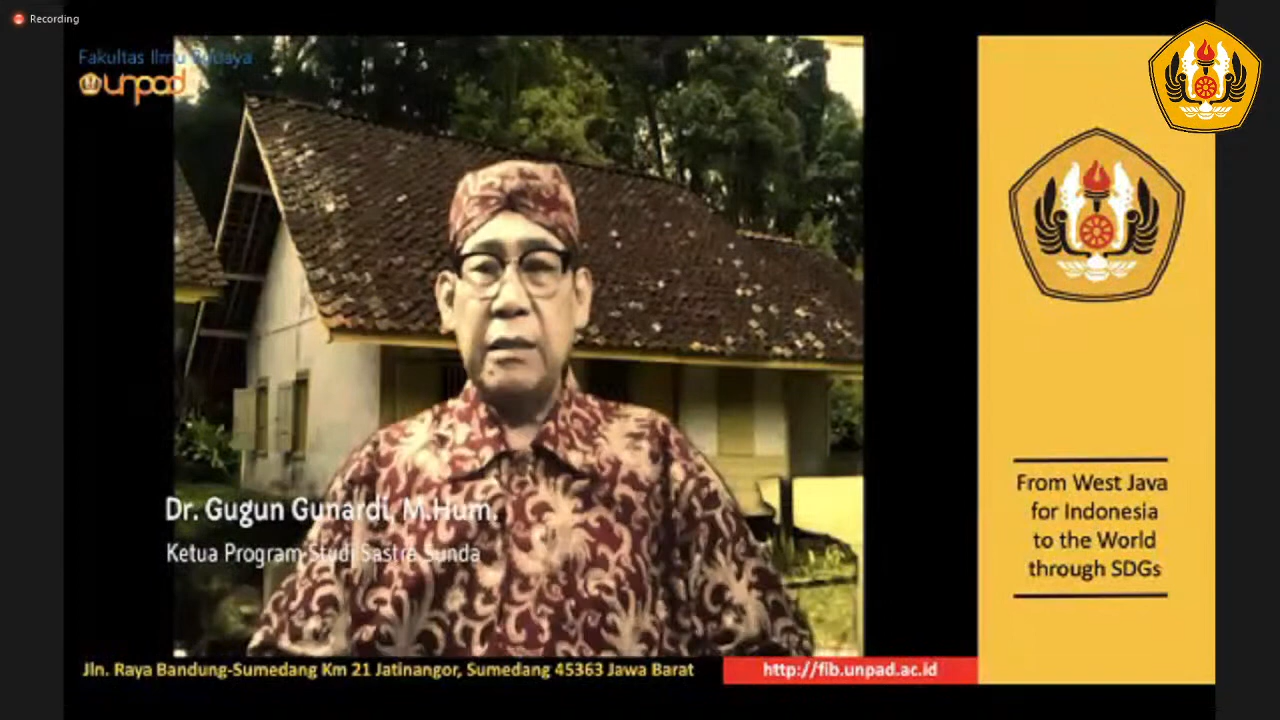 Recording
Fakultas Ilmu Budaya
unpad
Dr. Gugun Gunardi, M.Hum.
Ketua Program Studi Sastra Sunda
From West Java
for Indonesia
to the World
through SDGs
Jln. Raya Bandung-Sumedang Km 21 Jatinangor, Sumedang 45363 Jawa Barat
http://fib.unpad.ac.id